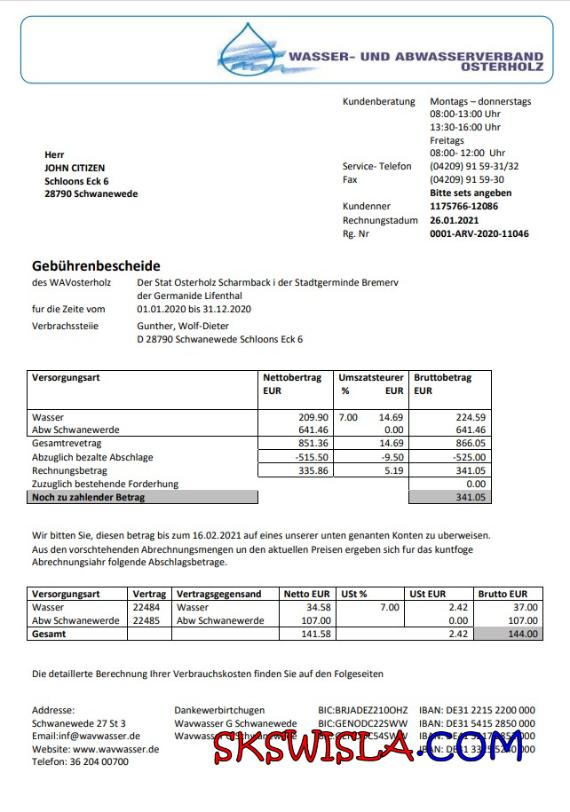 WASSER- UND ABWASSERVERBAND
OSTERHOLZ
Kundenberatung Montags – donnerstags
08:00-13:00 Uhr
13:30-16:00 Uhr
Freitags
08:00- 12:00 Uhr
Service- Telefon (04209) 91 59-31/32
Fax (04209) 91 59-30
Bitte sets angeben
Kundenner 1175766-12086
Rechnungstadum 26.01.2021
Rg. Nr 0001-ARV-2020-11046
Herr
JOHN CITIZEN
Schloons Eck 6
28790 Schwanewede
Gebührenbescheide
des WAVosterholz Der Stat Osterholz Scharmback i der Stadtgerminde Bremerv
der Germanide Lifenthal
fur die Zeite vom 01.01.2020 bis 31.12.2020
Verbrachssteiie Gunther, Wolf-Dieter
D 28790 Schwanewede Schloons Eck 6
Versorgungsart Nettobertrag Umszatsteurer Bruttobetrag
EUR % EUR EUR
Wasser 209.90 7.00 14.69 224.59
Abw Schwanewerde 641.46 0.00 641.46
Gesamtrevetrag 851.36 14.69 866.05
Abzuglich bezalte Abschlage -515.50 -9.50 -525.00
Rechnungsbetrag 335.86 5.19 341.05
Zuzuglich bestehende Forderhung 0.00
Noch zu zahlender Betrag 341.05
Wir bitten Sie, diesen betrag bis zum 16.02.2021 auf eines unserer unten genanten Konten zu uberweisen.
Aus den vorschtehenden Abrechnungsmengen un den aktuellen Preisen ergeben sich fur das kuntfoge
Abrechnungsiahr folgende Abschlagsbetrage.
Versorgungsart Vertrag Vertragsgegensand Netto EUR USt % USt EUR Brutto EUR
Wasser 22484 Wasser 34.58 7.00 2.42 37.00
Abw Schwanewerde 22485 Abw Schwanewerde 107.00 0.00 107.00
Gesamt 141.58 2.42 144.00
Die detaillerte Berechnung Ihrer Verbrauchskosten finden Sie auf den Folgeseiten
Addresse: Dankewerbirtchugen BIC:BRJADEZ210OHZ IBAN: DE31 2215 2200 000
Schwanewede 27 St 3 Wavwasser G Schwanewede BIC:GENODC22SWW IBAN: DE31 5415 2850 000
Email:inf@wavwasser.de
Website: www.wavwasser.de
Telefon: 36 204 00700
SKSWISLA.COM